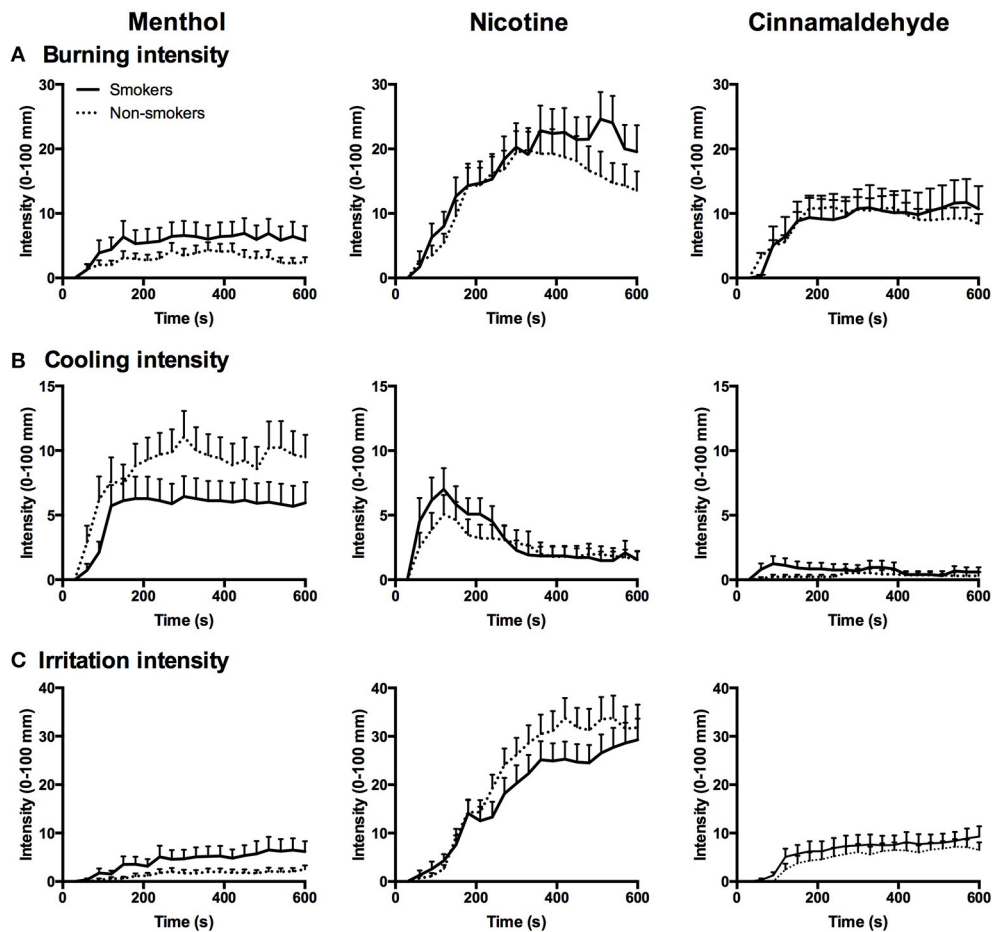 Menthol Nicotine Cinnamaldehyde
A Burning intensity
Intensity (0-100 mm)
30
20
10
0
Smokers
Non-smokers
0 200 400 600
Time (s)
Intensity (0-100 mm)
30
20
10
0
0 200 400 600
Time (s)
Intensity (0-100 mm)
30
20
10
0
0 200 400 600
Time (s)
B Cooling intensity
Intensity (0-100 mm)
15
10
5
0
0 200 400 600
Time (s)
Intensity (0-100 mm)
15
10
5
0
0 200 400 600
Time (s)
Intensity (0-100 mm)
15
10
5
0
0 200 400 600
Time (s)
C Irritation intensity
Intensity (0-100 mm)
40
30
20
10
0
0 200 400 600
Time (s)
Intensity (0-100 mm)
40
30
20
10
0
0 200 400 600
Time (s)
Intensity (0-100 mm)
40
30
20
10
0
0 200 400 600
Time (s)